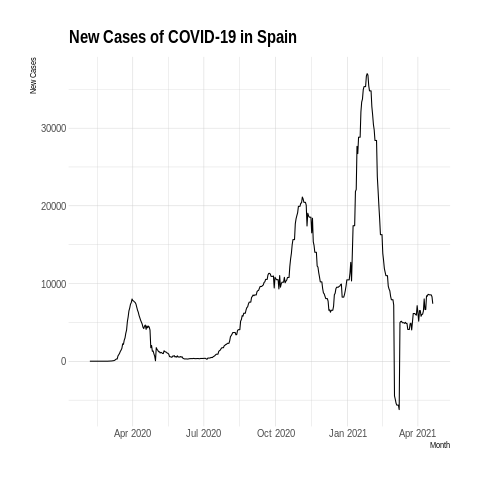 New Cases of COVID-19 in Spain
New Cases
30000
20000
10000
0
Apr 2020 Jul 2020 Oct 2020 Jan 2021 Apr 2021
Month